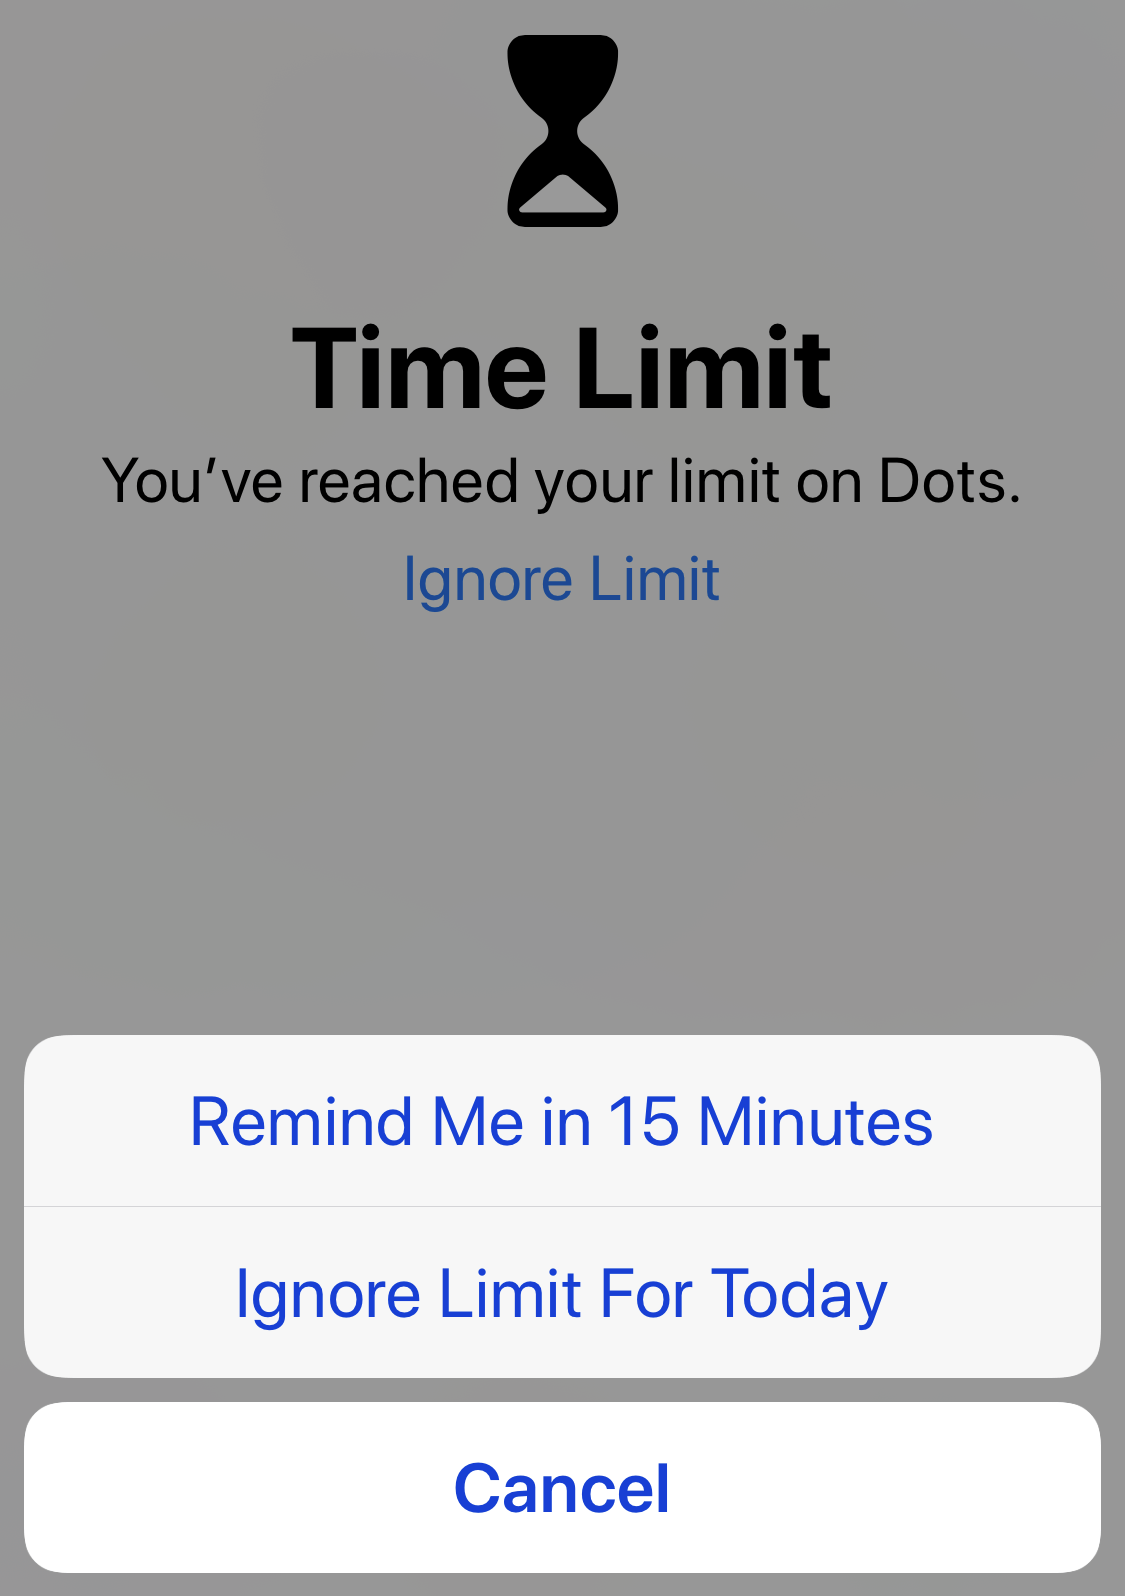 Time Limit
You’ve reached your limit on Dots.
Ignore Limit
Remind Me in 15 Minutes
Ignore Limit For Today
Cancel